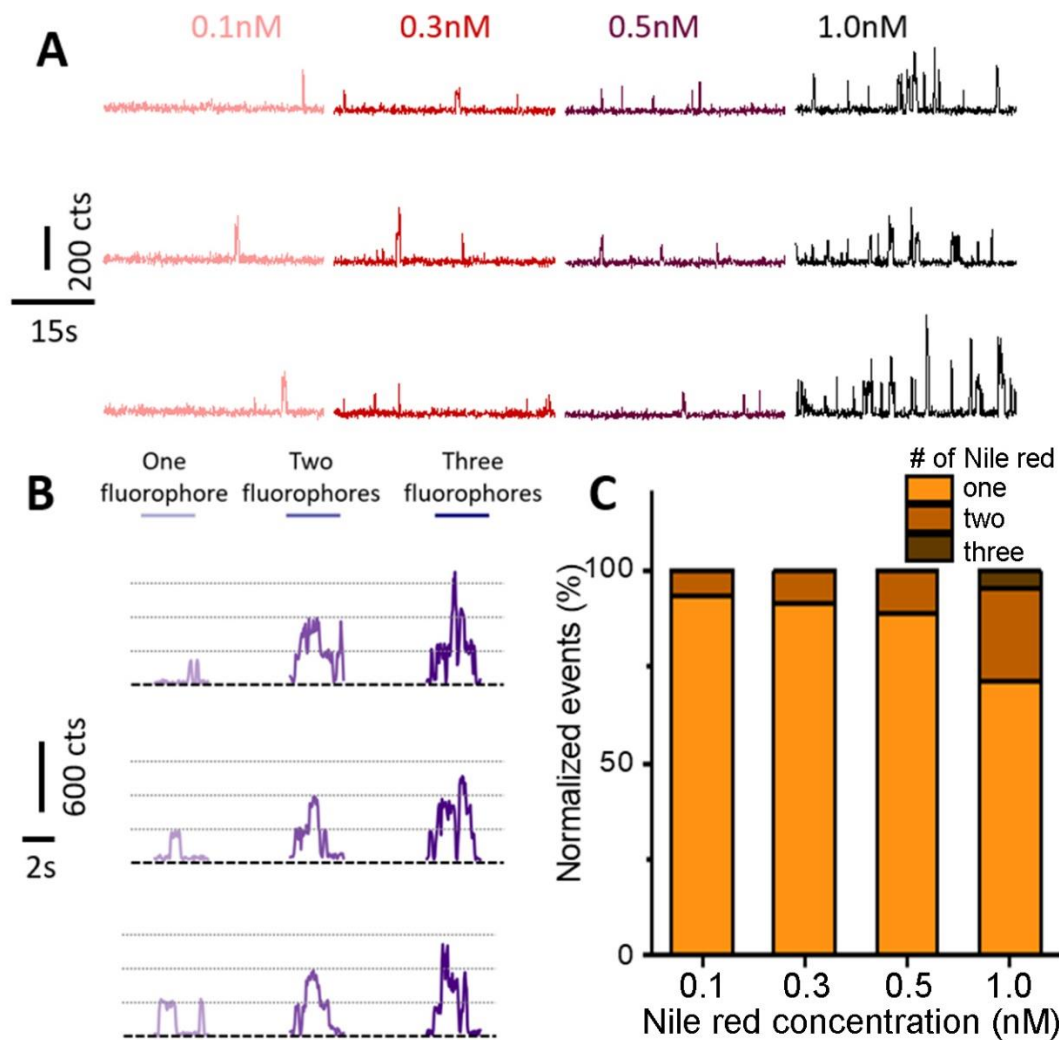 A
0.1nM
0.3nM
0.5nM
1.0nM
200 cts
15s
B
One
fluorophore
Two
fluorophores
Three
fluorophores
600 cts
2s
C
# of Nile red
one
two
three
Normalized events (%)
100
50
0
0.1
0.3
0.5
1.0
Nile red concentration (nM)